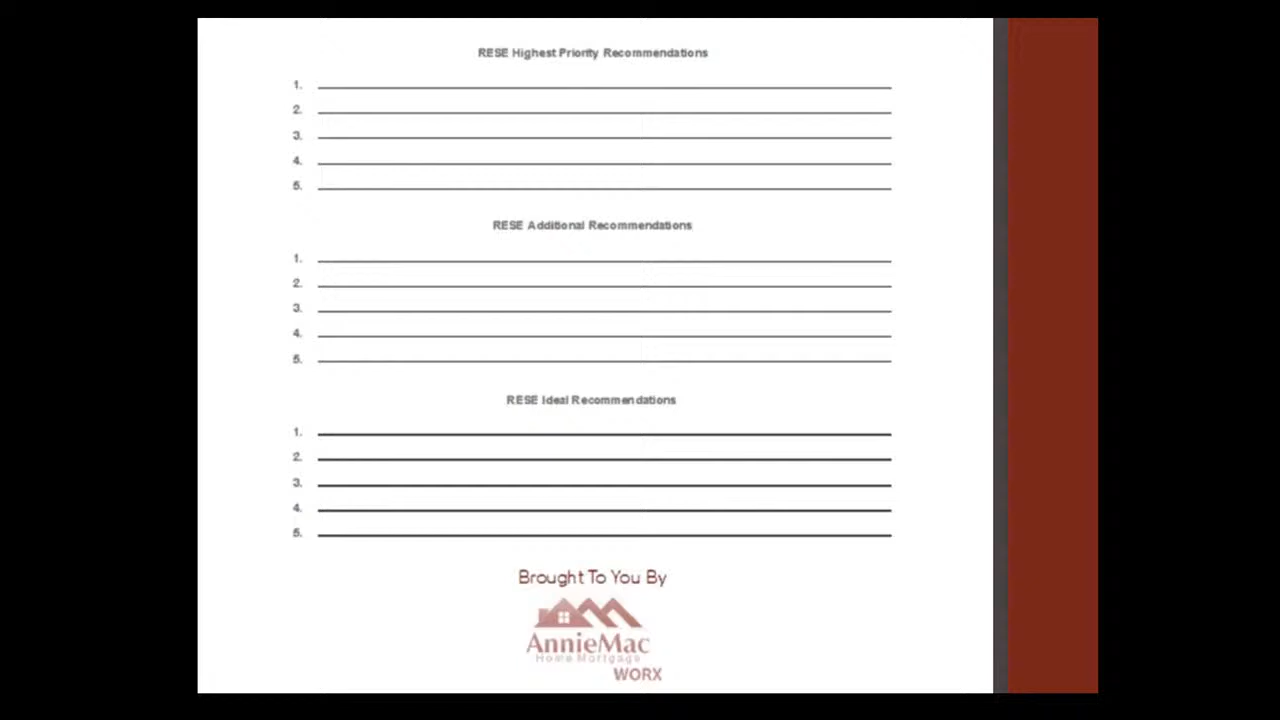 RESE Highest Priority Recommendations
1.
2.
3.
4.
5.
RESE Additional Recommendations
1.
2.
3.
4.
5.
RESE Ideal Recommendations
1.
2.
3.
4.
5.
Brought To You By
AnnieMac
Home Mortgage
WORX